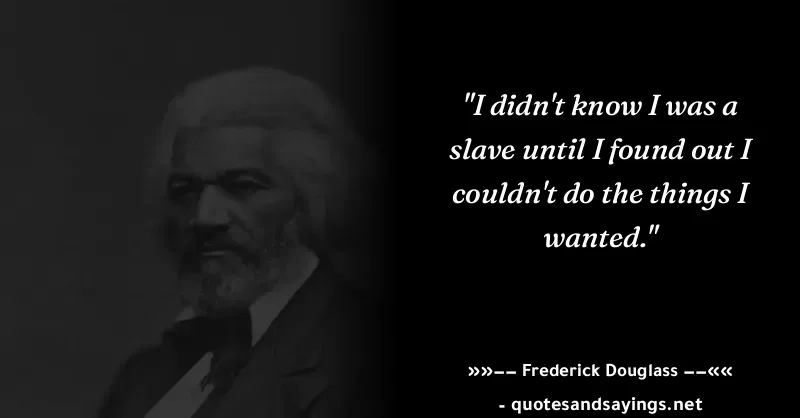 "I didn't know I was a
slave until I found out I
couldn't do the things I
wanted."
»»−− Frederick Douglass −−««
- quotesandsayings.net